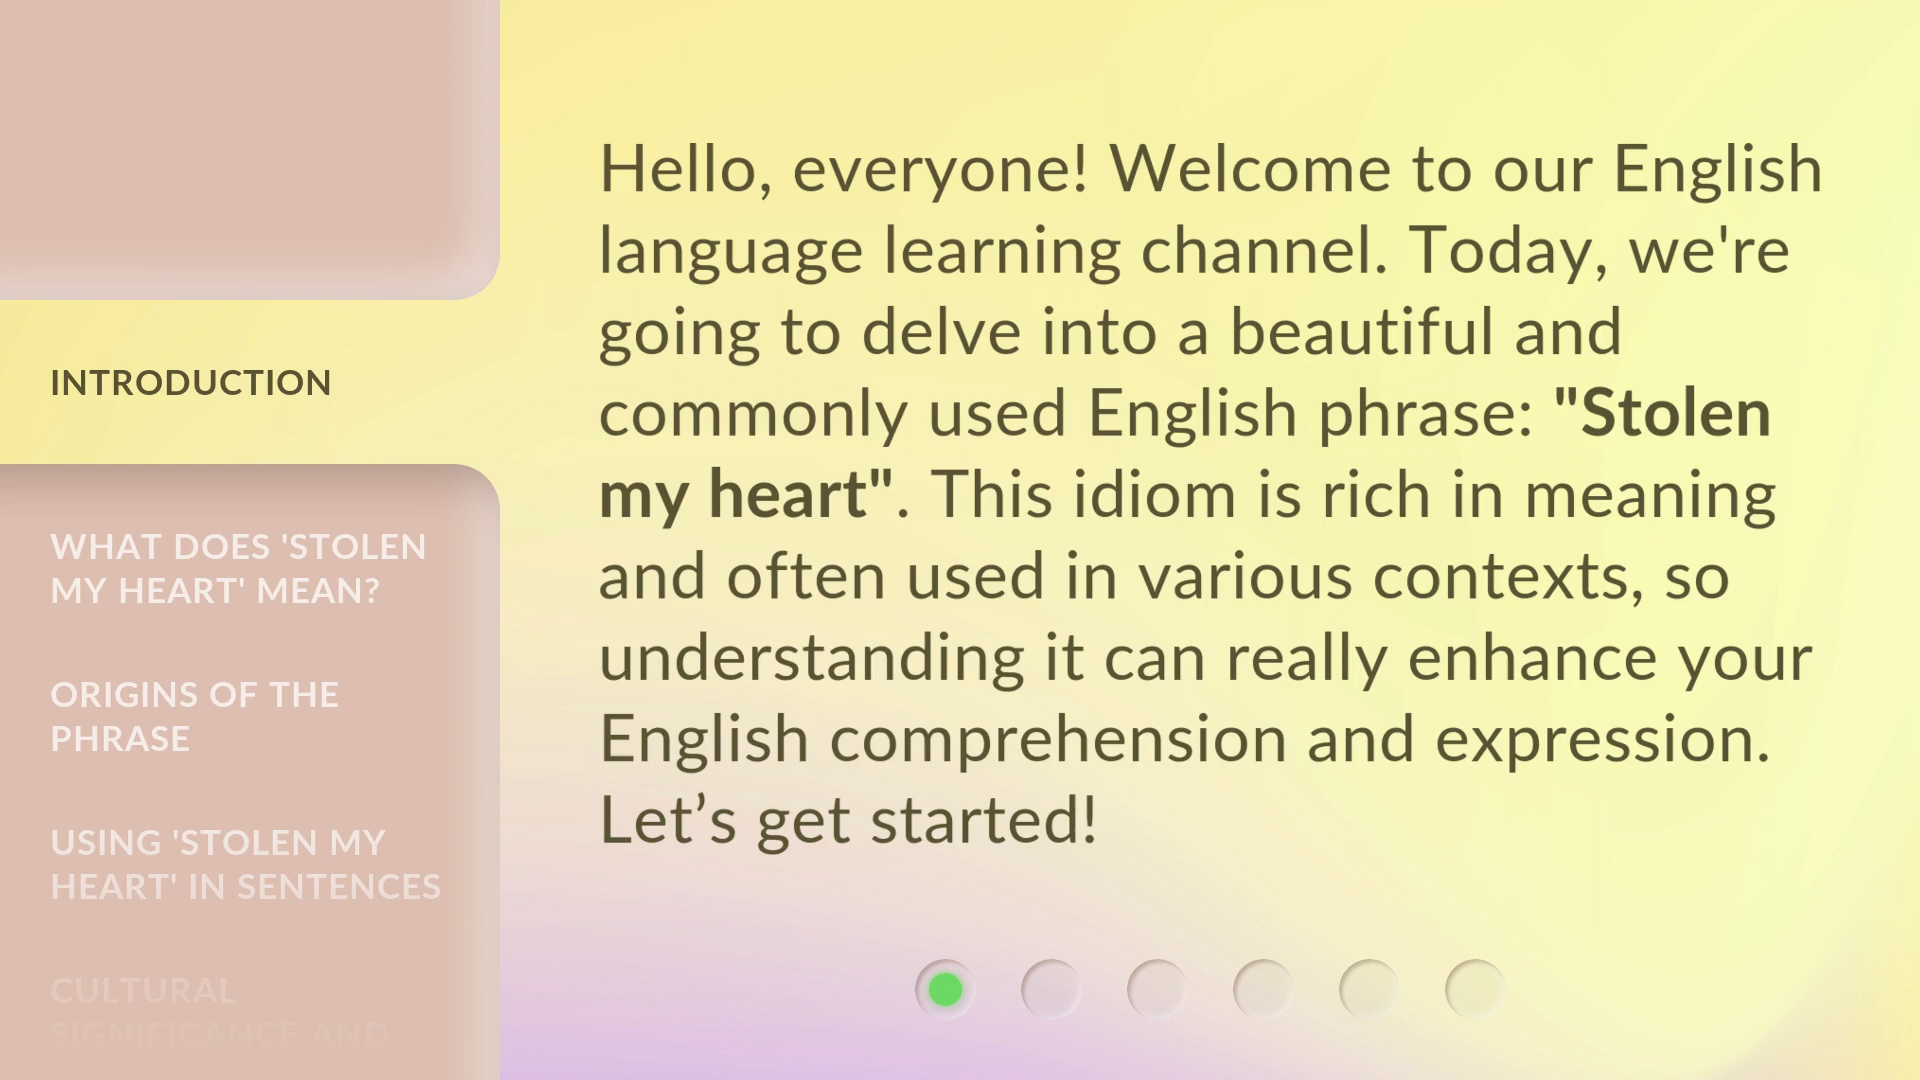 INTRODUCTION
WHAT DOES 'STOLEN
MY HEART' MEAN?
ORIGINS OF THE
PHRASE
USING 'STOLEN MY
HEART' IN SENTENCES
CULTURAL
SIGNIFICANCE AND
Hello, everyone! Welcome to our English
language learning channel. Today, we're
going to delve into a beautiful and
commonly used English phrase: "Stolen
my heart". This idiom is rich in meaning
and often used in various contexts, so
understanding it can really enhance your
English comprehension and expression.
Let’s get started!